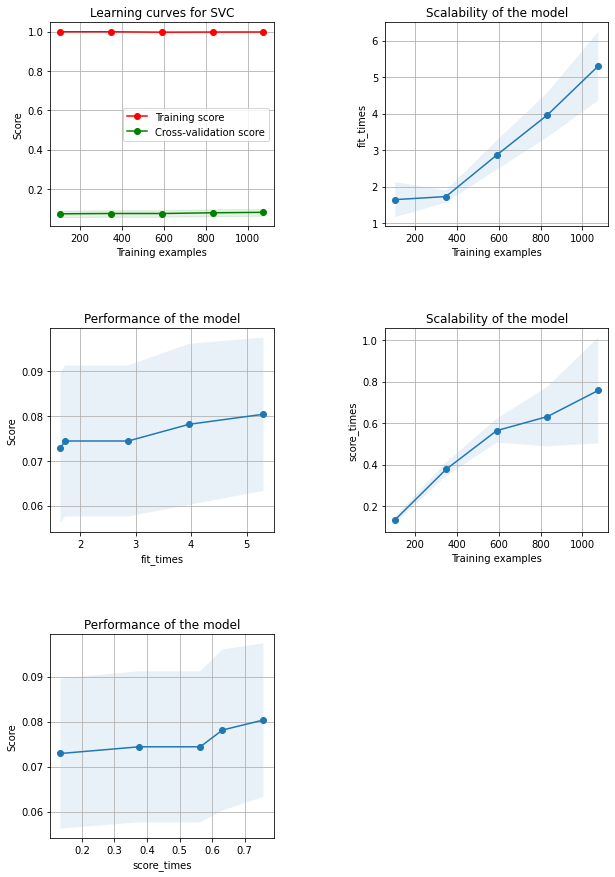 Learning curves for SVC
1.0
0.8
0.6
0.4
0.2
Score
Training score
Cross-validation score
200 400 600 800 1000
Training examples
Scalability of the model
6
5
4
3
2
1
fit_times
200 400 600 800 1000
Training examples
Performance of the model
0.09
0.08
0.07
0.06
Score
2 3 4 5
fit_times
Scalability of the model
1.0
0.8
0.6
0.4
0.2
score_times
200 400 600 800 1000
Training examples
Performance of the model
0.09
0.08
0.07
0.06
Score
0.2 0.3 0.4 0.5 0.6 0.7
score_times